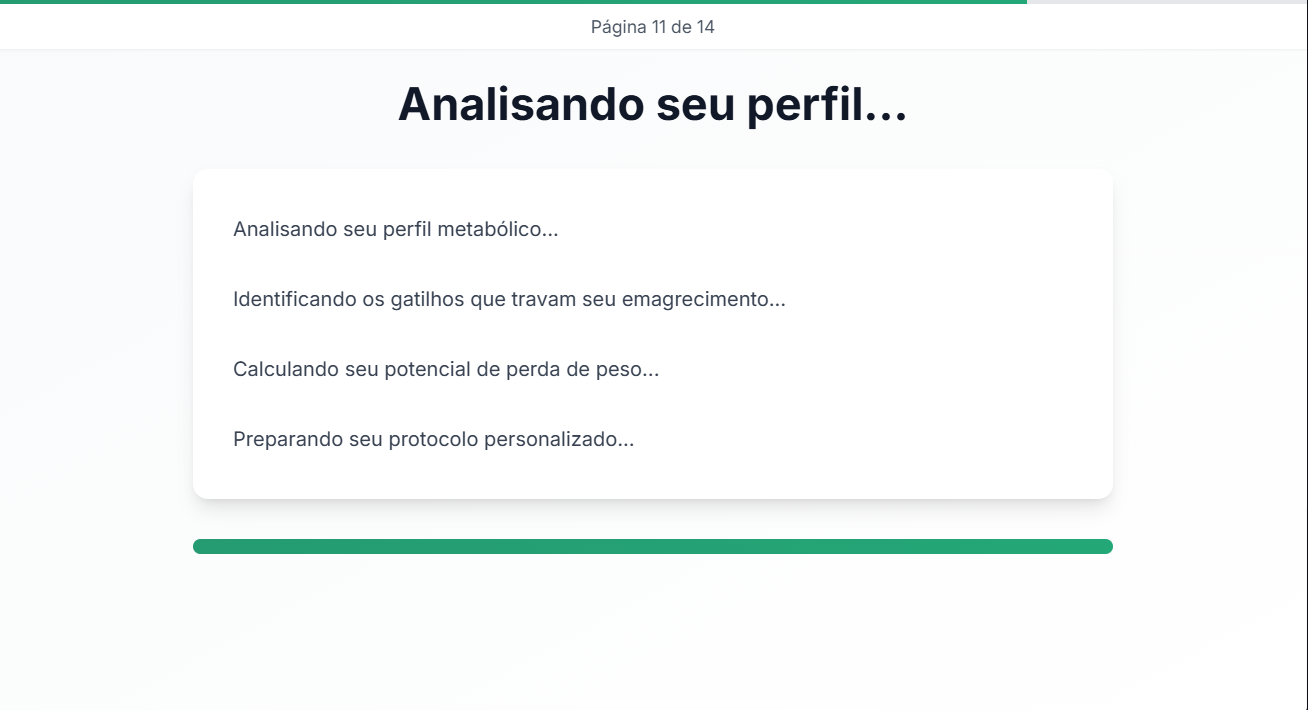 Página 11 de 14
Analisando seu perfil...
Analisando seu perfil metabólico...
Identificando os gatilhos que travam seu emagrecimento...
Calculando seu potencial de perda de peso...
Preparando seu protocolo personalizado...